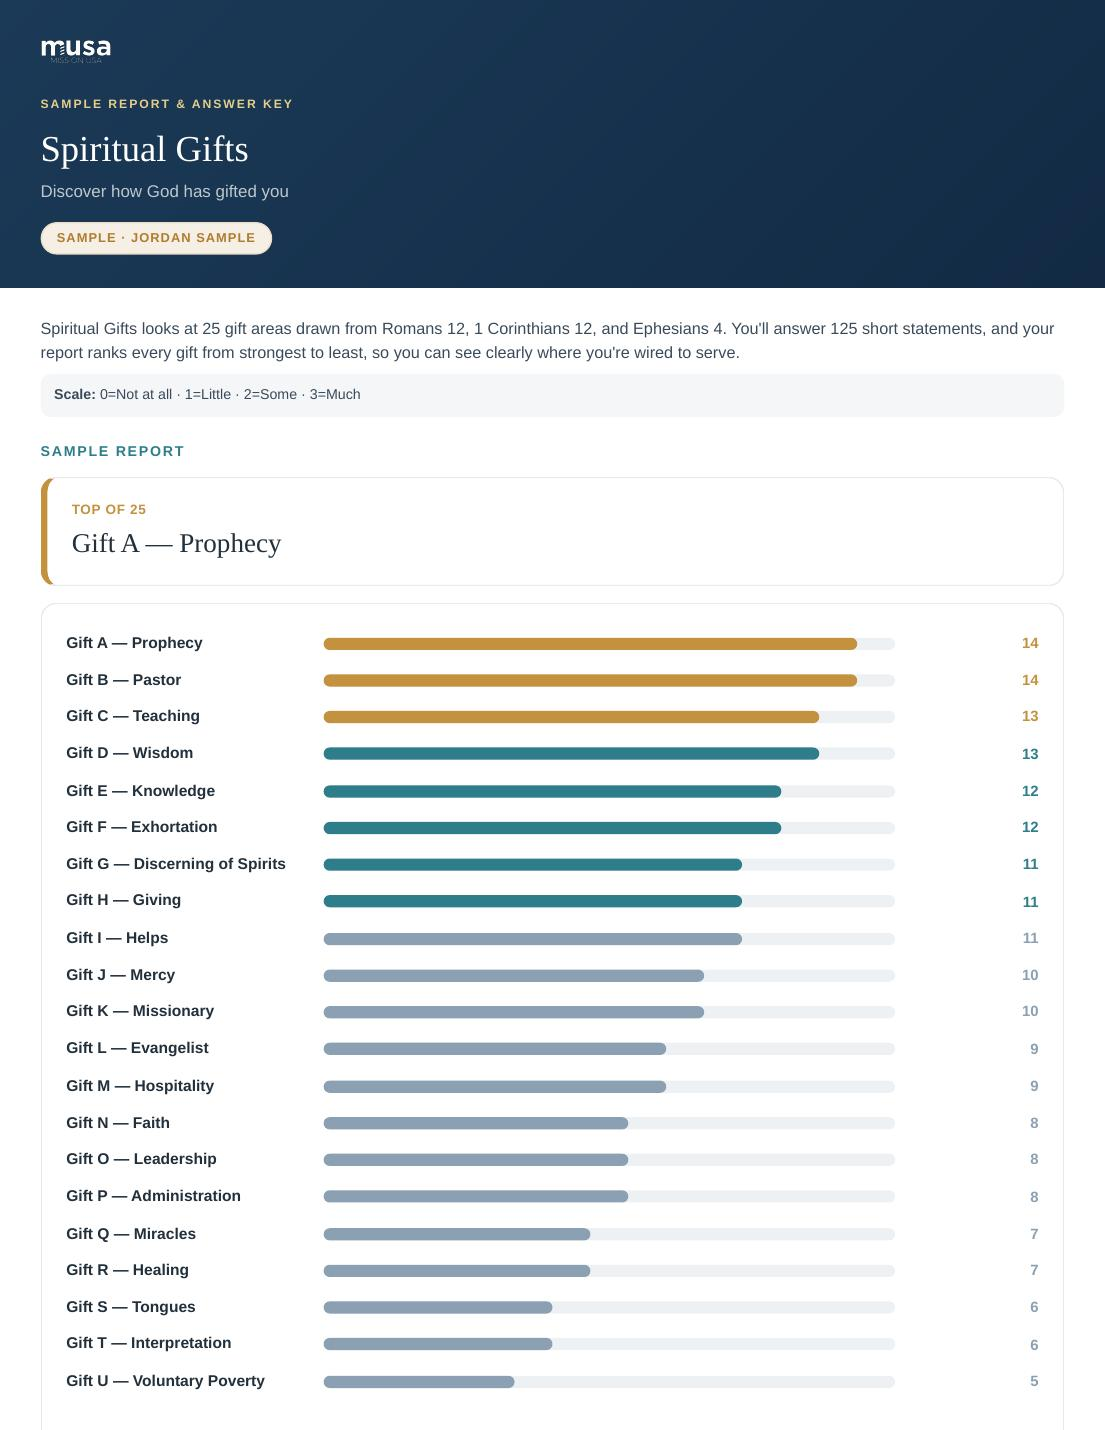 musa
MISSION USA
SAMPLE REPORT & ANSWER KEY
Spiritual Gifts
Discover how God has gifted you
SAMPLE · JORDAN SAMPLE
Spiritual Gifts looks at 25 gift areas drawn from Romans 12, 1 Corinthians 12, and Ephesians 4. You'll answer 125 short statements, and your
report ranks every gift from strongest to least, so you can see clearly where you're wired to serve.
Scale: 0=Not at all · 1=Little · 2=Some · 3=Much
SAMPLE REPORT
TOP OF 25
Gift A — Prophecy
Gift A — Prophecy 14
Gift B — Pastor 14
Gift C — Teaching 13
Gift D — Wisdom 13
Gift E — Knowledge 12
Gift F — Exhortation 12
Gift G — Discerning of Spirits 11
Gift H — Giving 11
Gift I — Helps 11
Gift J — Mercy 10
Gift K — Missionary 10
Gift L — Evangelist 9
Gift M — Hospitality 9
Gift N — Faith 8
Gift O — Leadership 8
Gift P — Administration 8
Gift Q — Miracles 7
Gift R — Healing 7
Gift S — Tongues 6
Gift T — Interpretation 6
Gift U — Voluntary Poverty 5